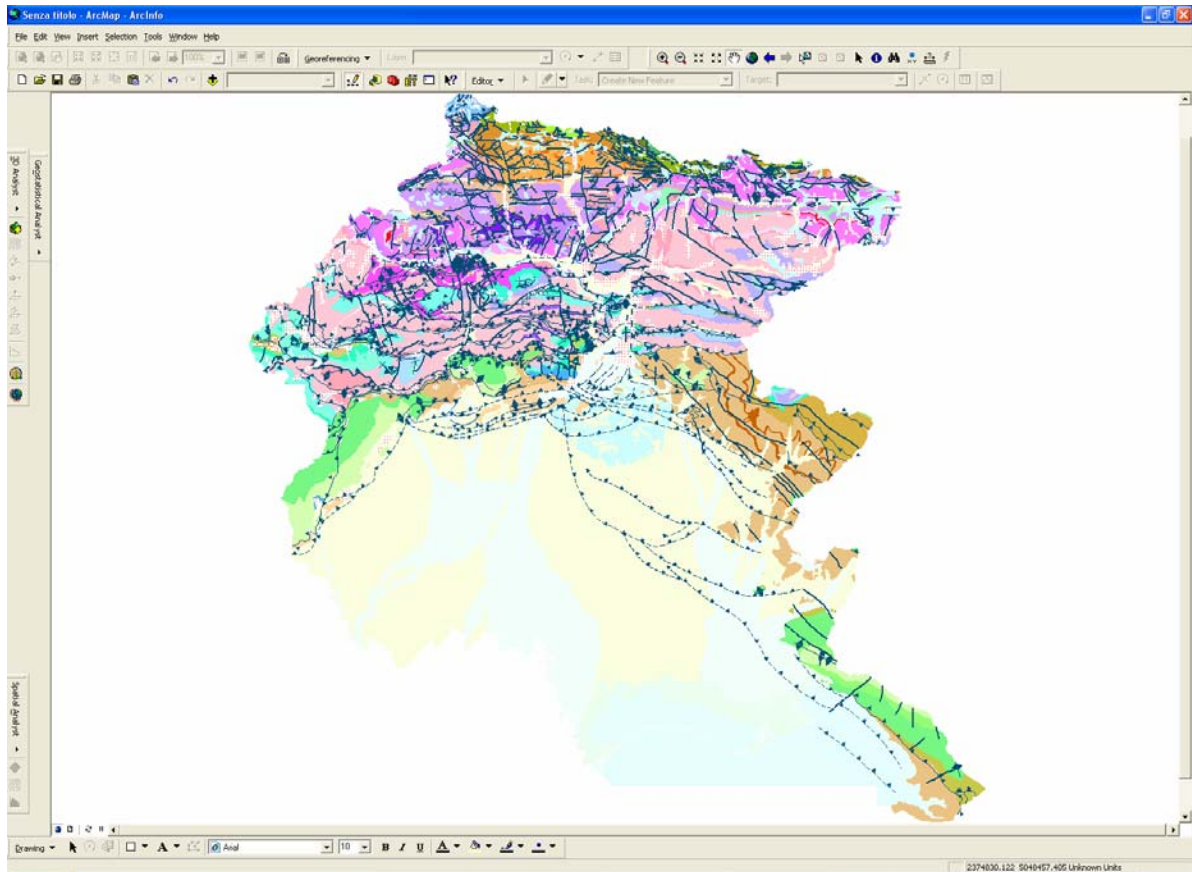 Senza titolo - ArcMap - ArcInfo
File Edit View Insert Selection Tools Window Help
100% Georeferencing Layer:
Editor Task: Create New Feature Target:
3D Analyst
Geostatistical Analyst
Spatial Analyst
Drawing A Arial 10 B I U A
2374830.122 5048457.405 Unknown Units